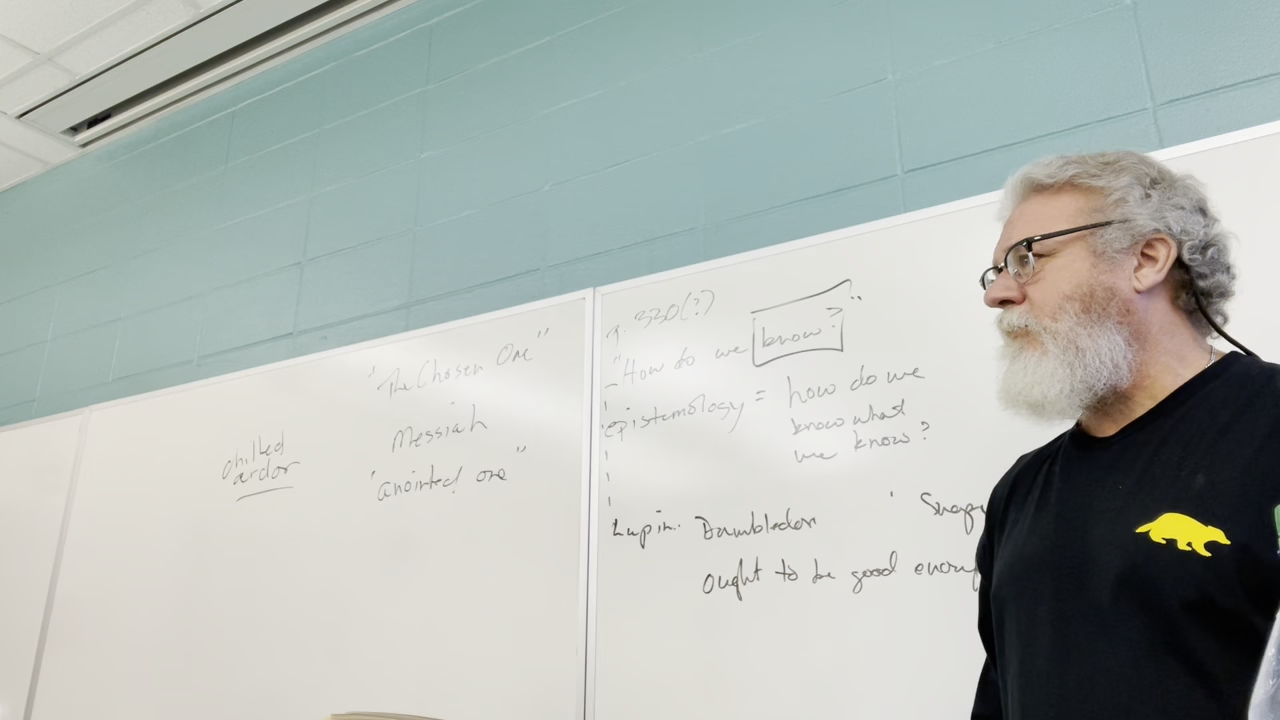 "The Chosen One"
Messiah
"anointed one"
chilled
ardor
p. 330(?)
"How do we know?"
epistemology = how do we
know what
we know?
Lupin: Dumbledore Snape
ought to be good enough